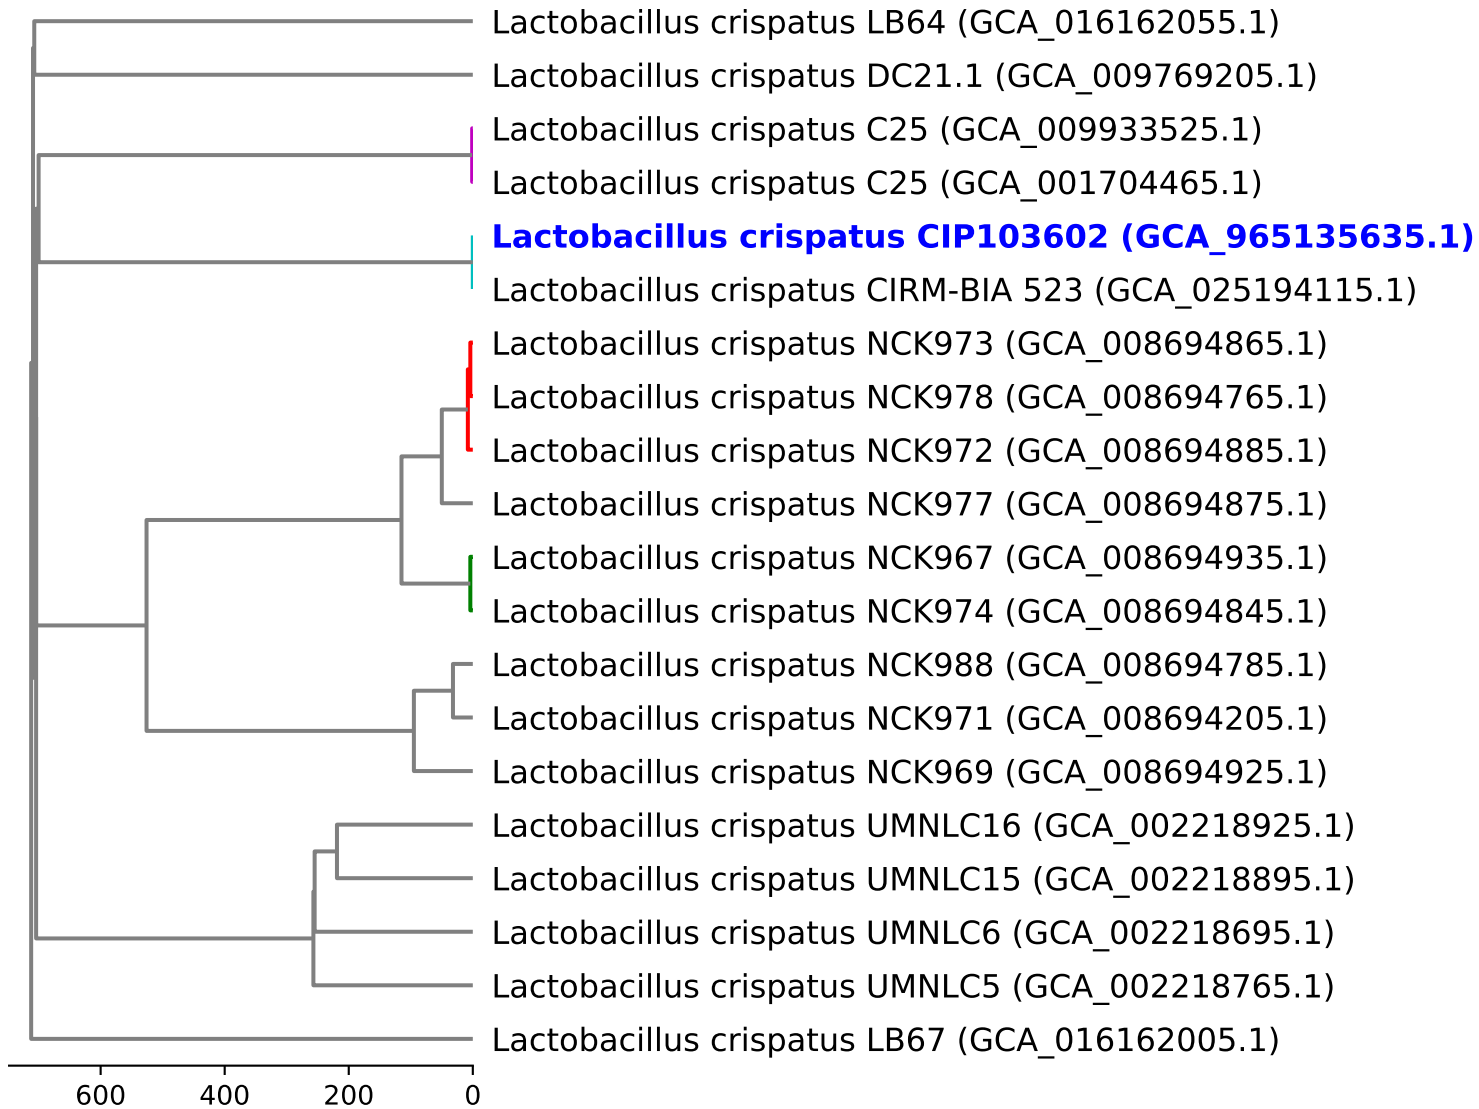 Lactobacillus crispatus LB64 (GCA_016162055.1)
Lactobacillus crispatus DC21.1 (GCA_009769205.1)
Lactobacillus crispatus C25 (GCA_009933525.1)
Lactobacillus crispatus C25 (GCA_001704465.1)
Lactobacillus crispatus CIP103602 (GCA_965135635.1)
Lactobacillus crispatus CIRM-BIA 523 (GCA_025194115.1)
Lactobacillus crispatus NCK973 (GCA_008694865.1)
Lactobacillus crispatus NCK978 (GCA_008694765.1)
Lactobacillus crispatus NCK972 (GCA_008694885.1)
Lactobacillus crispatus NCK977 (GCA_008694875.1)
Lactobacillus crispatus NCK967 (GCA_008694935.1)
Lactobacillus crispatus NCK974 (GCA_008694845.1)
Lactobacillus crispatus NCK988 (GCA_008694785.1)
Lactobacillus crispatus NCK971 (GCA_008694205.1)
Lactobacillus crispatus NCK969 (GCA_008694925.1)
Lactobacillus crispatus UMNLC16 (GCA_002218925.1)
Lactobacillus crispatus UMNLC15 (GCA_002218895.1)
Lactobacillus crispatus UMNLC6 (GCA_002218695.1)
Lactobacillus crispatus UMNLC5 (GCA_002218765.1)
Lactobacillus crispatus LB67 (GCA_016162005.1)
600 400 200 0